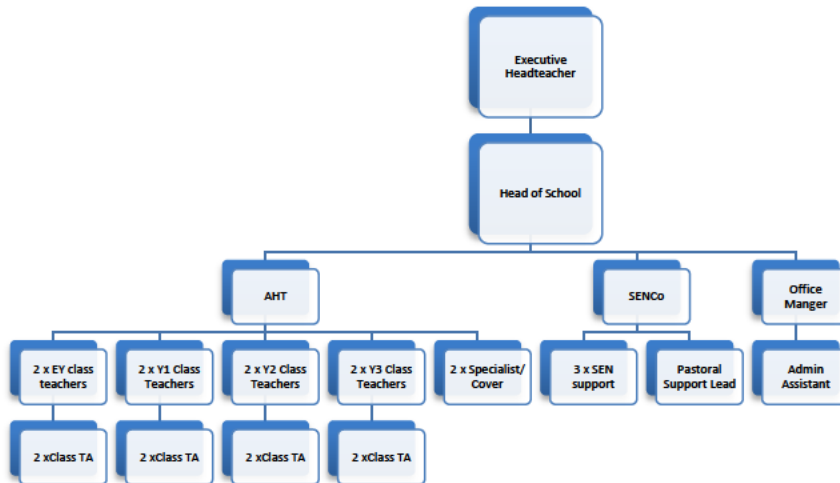 Executive
Headteacher
Head of School
AHT
SENCo
Office
Manger
2 x EY class
teachers
2 x Y1 Class
Teachers
2 x Y2 Class
Teachers
2 x Y3 Class
Teachers
2 x Specialist/
Cover
3 x SEN
support
Pastoral
Support Lead
Admin
Assistant
2 xClass TA
2 xClass TA
2 xClass TA
2 xClass TA